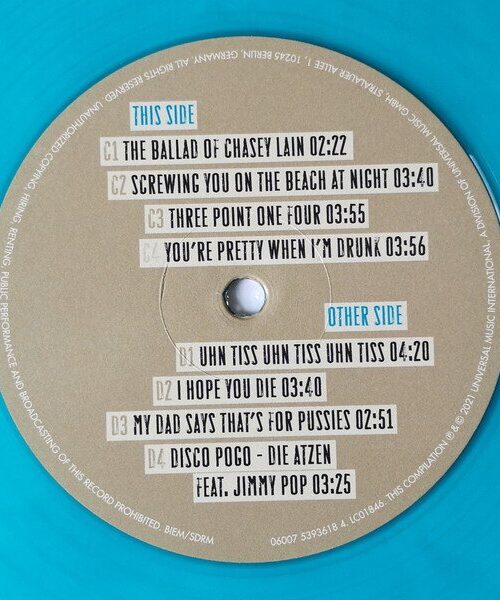 THIS SIDE
C1 THE BALLAD OF CHASEY LAIN 02:22
C2 SCREWING YOU ON THE BEACH AT NIGHT 03:40
C3 THREE POINT ONE FOUR 03:55
C4 YOU'RE PRETTY WHEN I'M DRUNK 03:56
OTHER SIDE
D1 UHN TISS UHN TISS UHN TISS 04:20
D2 I HOPE YOU DIE 03:40
D3 MY DAD SAYS THAT'S FOR PUSSIES 02:51
D4 DISCO POGO - DIE ATZEN
FEAT. JIMMY POP 03:25
06007 5393618 4. LC01846. THIS COMPILATION ℗ & © 2021 UNIVERSAL MUSIC INTERNATIONAL, A DIVISION OF UNIVERSAL MUSIC GMBH, STRALAUER ALLEE 1, 10245 BERLIN, GERMANY. ALL RIGHTS RESERVED. UNAUTHORIZED COPYING, HIRING, RENTING, PUBLIC PERFORMANCE AND BROADCASTING OF THIS RECORD PROHIBITED. BIEM/SDRM